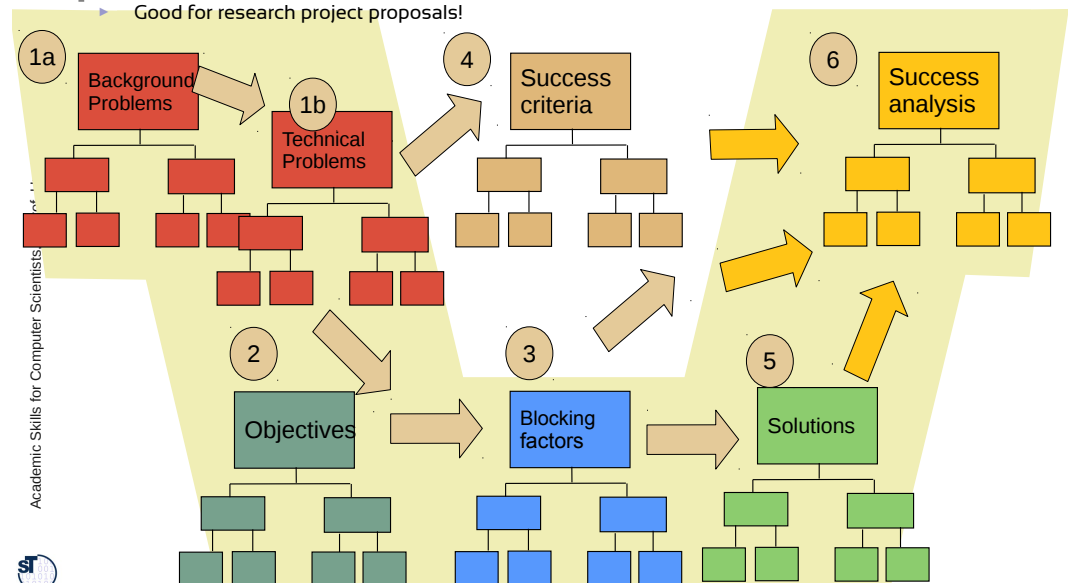 Good for research project proposals!
1a
Background
Problems
1b
Technical
Problems
4
Success
criteria
6
Success
analysis
2
Objectives
3
Blocking
factors
5
Solutions
Academic Skills for Computer Scientists,
sT